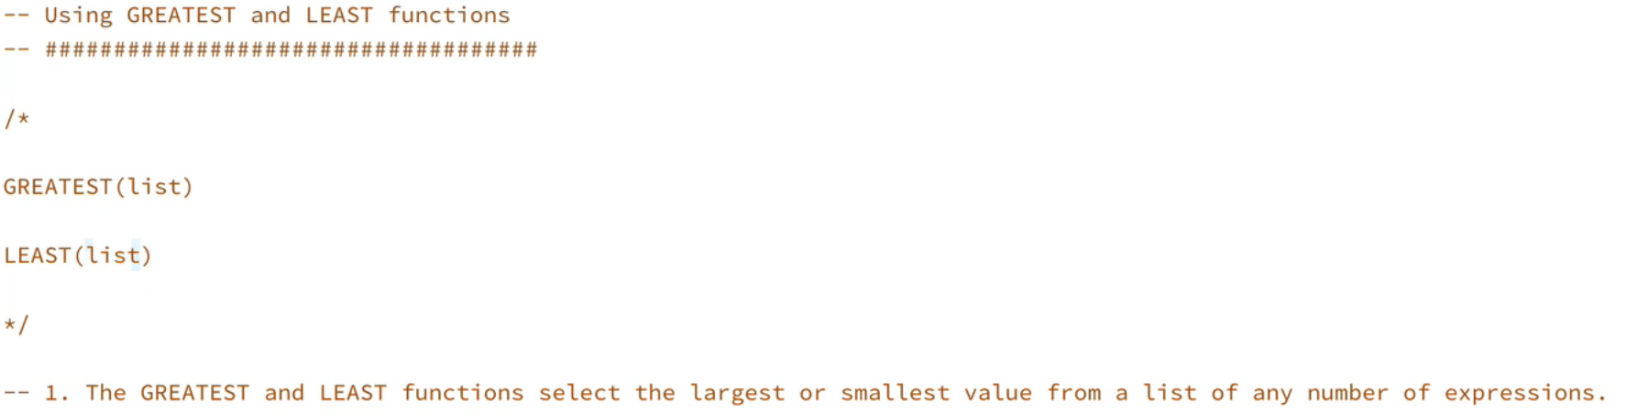 -- Using GREATEST and LEAST functions
-- ####################################
/*
GREATEST(list)
LEAST(list)
*/
-- 1. The GREATEST and LEAST functions select the largest or smallest value from a list of any number of expressions.